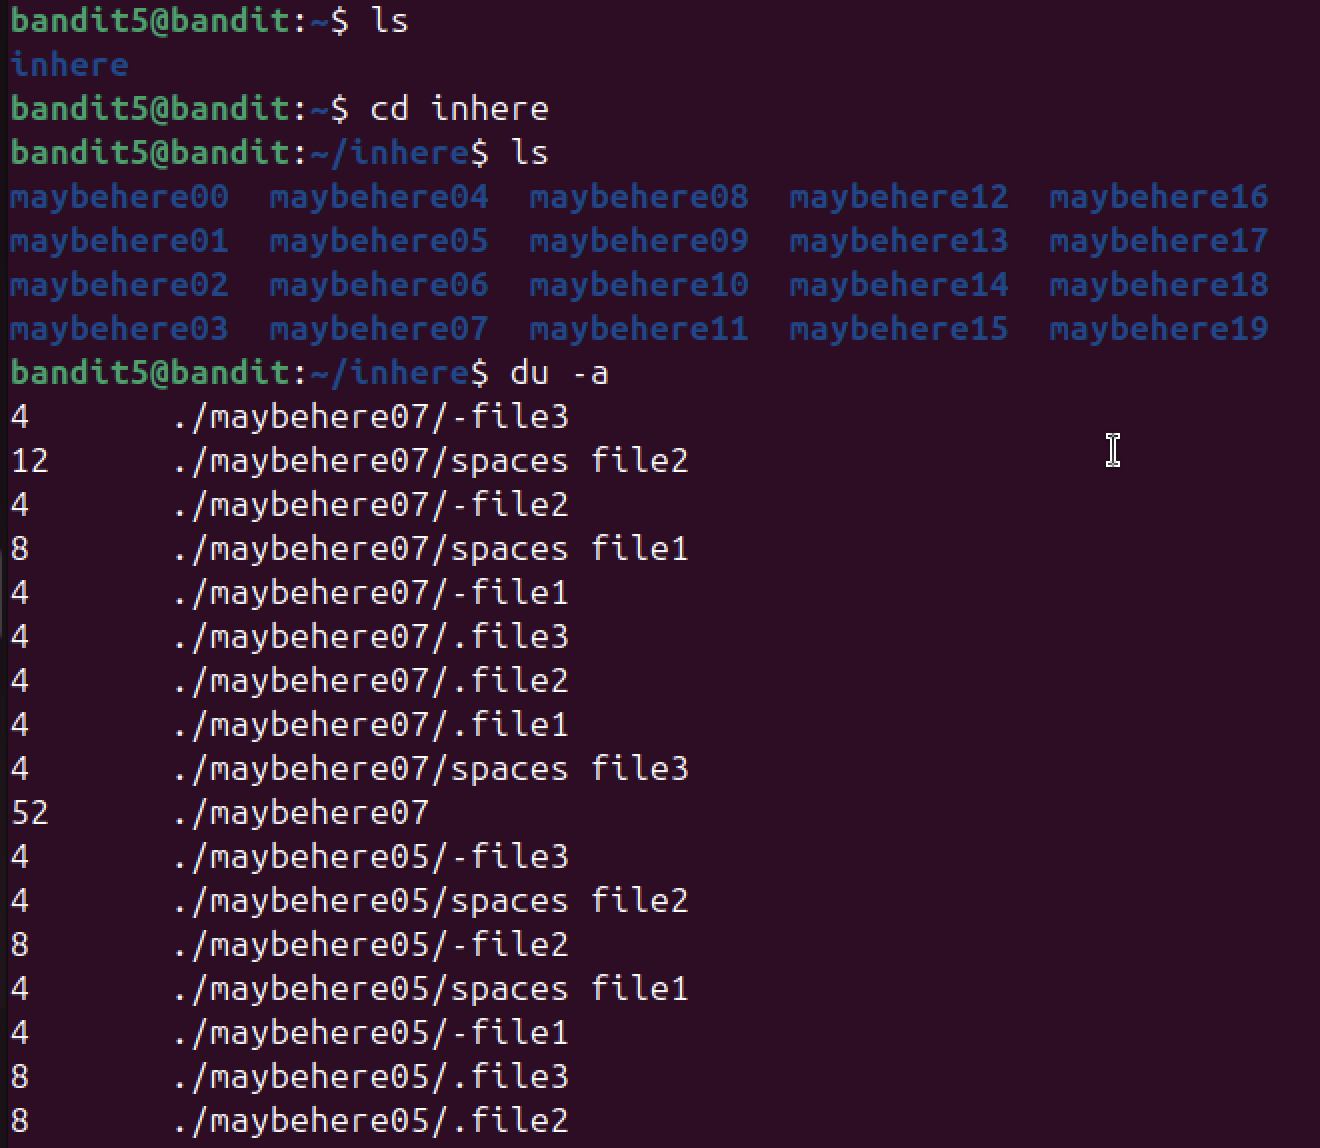 bandit5@bandit:~$ ls
inhere
bandit5@bandit:~$ cd inhere
bandit5@bandit:~/inhere$ ls
maybehere00  maybehere04  maybehere08  maybehere12  maybehere16
maybehere01  maybehere05  maybehere09  maybehere13  maybehere17
maybehere02  maybehere06  maybehere10  maybehere14  maybehere18
maybehere03  maybehere07  maybehere11  maybehere15  maybehere19
bandit5@bandit:~/inhere$ du -a
4       ./maybehere07/-file3
12      ./maybehere07/spaces file2
4       ./maybehere07/-file2
8       ./maybehere07/spaces file1
4       ./maybehere07/-file1
4       ./maybehere07/.file3
4       ./maybehere07/.file2
4       ./maybehere07/.file1
4       ./maybehere07/spaces file3
52      ./maybehere07
4       ./maybehere05/-file3
4       ./maybehere05/spaces file2
8       ./maybehere05/-file2
4       ./maybehere05/spaces file1
4       ./maybehere05/-file1
8       ./maybehere05/.file3
8       ./maybehere05/.file2